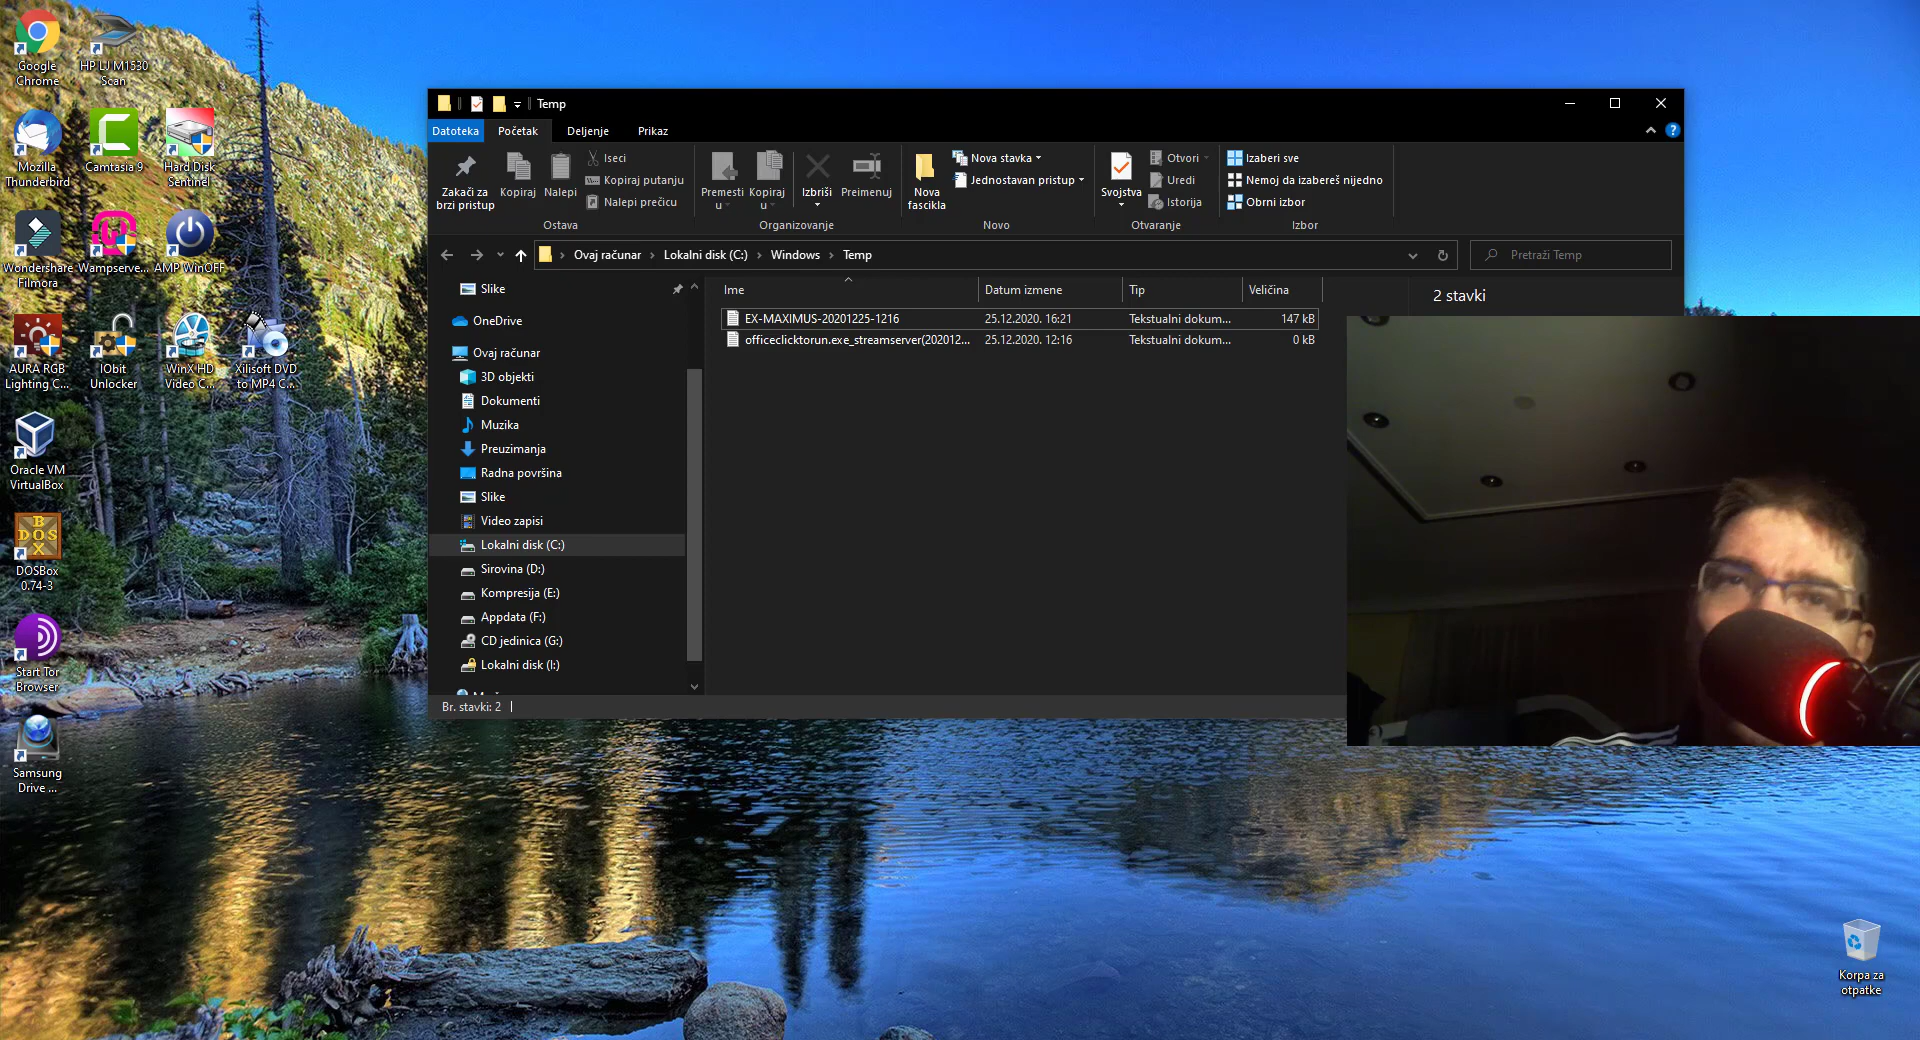 Google
Chrome
HP LJ M1530
Scan
Mozilla
Thunderbird
Camtasia 9
Hard Disk
Sentinel
Wondershare
Filmora
Wampserve...
AMP WinOFF
AURA RGB
Lighting C...
IObit
Unlocker
WinX HD
Video C...
Xilisoft DVD
to MP4 C...
Oracle VM
VirtualBox
DOSBox
0.74-3
Start Tor
Browser
Samsung
Drive ...
Temp
Datoteka
Početak
Deljenje
Prikaz
Zakači za
brzi pristup
Kopiraj
Nalepi
Iseci
Kopiraj putanju
Nalepi prečicu
Ostava
Premesti
u
Kopiraj
u
Izbriši
Preimenuj
Organizovanje
Nova
fascikla
Nova stavka
Jednostavan pristup
Novo
Svojstva
Otvori
Uredi
Istorija
Otvaranje
Izaberi sve
Nemoj da izabereš nijedno
Obrni izbor
Izbor
Ovaj računar
Lokalni disk (C:)
Windows
Temp
Pretraži Temp
Slike
OneDrive
Ovaj računar
3D objekti
Dokumenti
Muzika
Preuzimanja
Radna površina
Slike
Video zapisi
Lokalni disk (C:)
Sirovina (D:)
Kompresija (E:)
Appdata (F:)
CD jedinica (G:)
Lokalni disk (I:)
Ime
Datum izmene
Tip
Veličina
EX-MAXIMUS-20201225-1216
25.12.2020. 16:21
Tekstualni dokum...
147 kB
officeclicktorun.exe_streamserver(202012...
25.12.2020. 12:16
Tekstualni dokum...
0 kB
2 stavki
Br. stavki: 2
Korpa za
otpatke